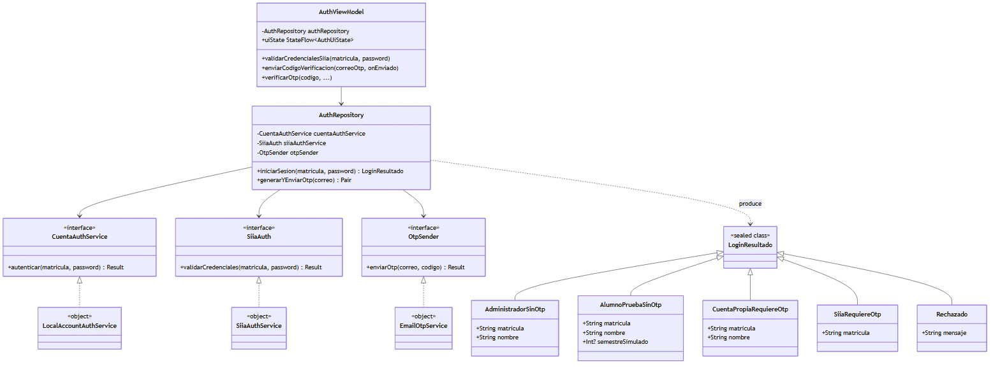 AuthViewModel
-AuthRepository authRepository
+uiState StateFlow<AuthUiState>
+validarCredencialesSiia(matricula, password)
+enviarCodigoVerificacion(correoOtp, onEnviado)
+verificarOtp(codigo, ...)
AuthRepository
-CuentaAuthService cuentaAuthService
-SiiaAuth siiaAuthService
-OtpSender otpSender
+iniciarSesion(matricula, password) : LoginResultado
+generarYEnviarOtp(correo) : Pair
produce
«interface»
CuentaAuthService
+autenticar(matricula, password) : Result
«interface»
SiiaAuth
+validarCredenciales(matricula, password) : Result
«interface»
OtpSender
+enviarOtp(correo, codigo) : Result
«sealed class»
LoginResultado
«object»
LocalAccountAuthService
«object»
SiiaAuthService
«object»
EmailOtpService
AdministradorSinOtp
+String matricula
+String nombre
AlumnoPruebaSinOtp
+String matricula
+String nombre
+Int? semestreSimulado
CuentaPropiaRequiereOtp
+String matricula
+String nombre
SiiaRequiereOtp
+String matricula
Rechazado
+String mensaje